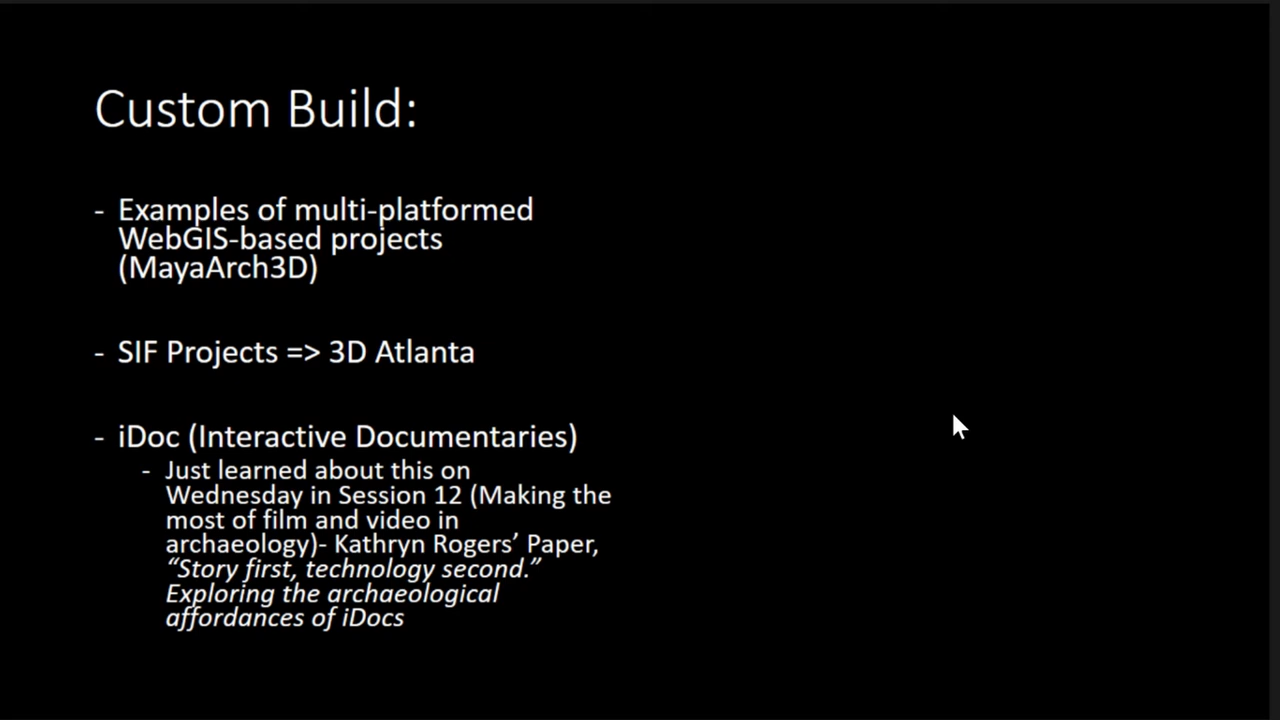 Custom Build:
- Examples of multi-platformed
WebGIS-based projects
(MayaArch3D)
- SIF Projects => 3D Atlanta
- iDoc (Interactive Documentaries)
- Just learned about this on
Wednesday in Session 12 (Making the
most of film and video in
archaeology)- Kathryn Rogers’ Paper,
“Story first, technology second.”
Exploring the archaeological
affordances of iDocs